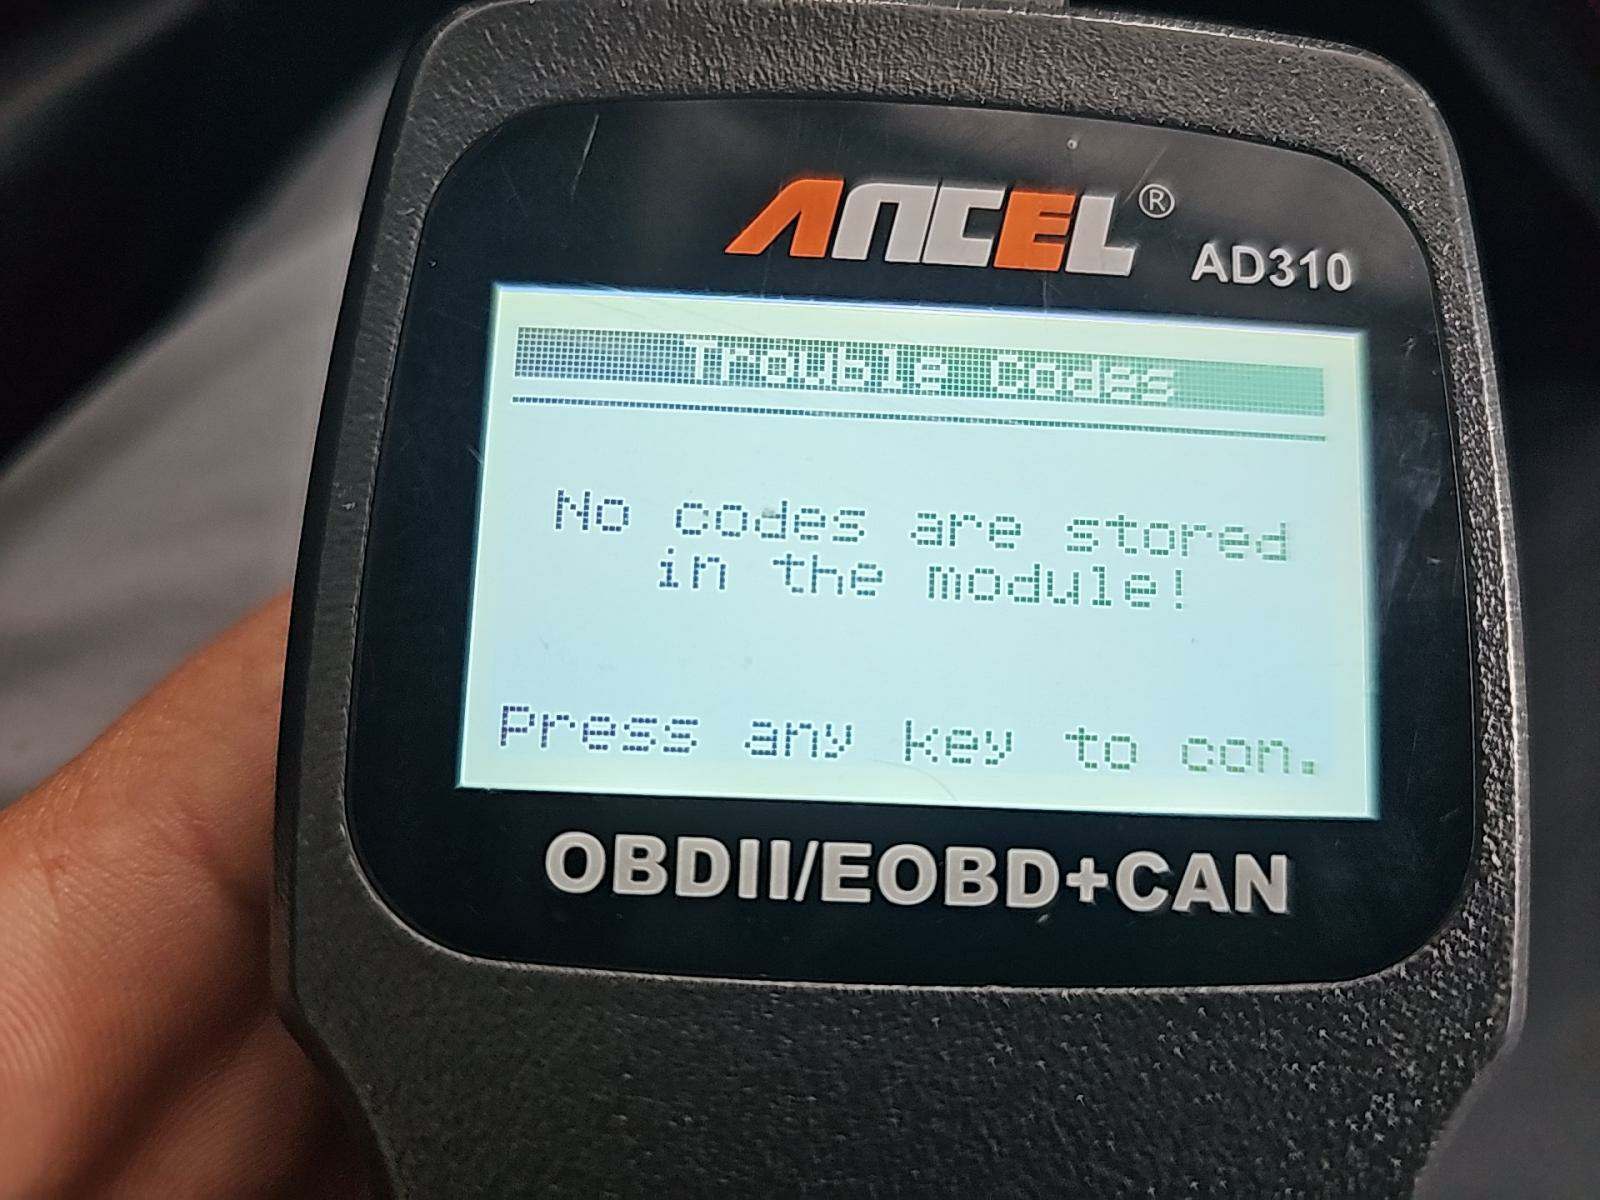 ANCEL®
AD310
Trouble Codes
No codes are stored
in the module!
Press any key to con.
OBDII/EOBD+CAN